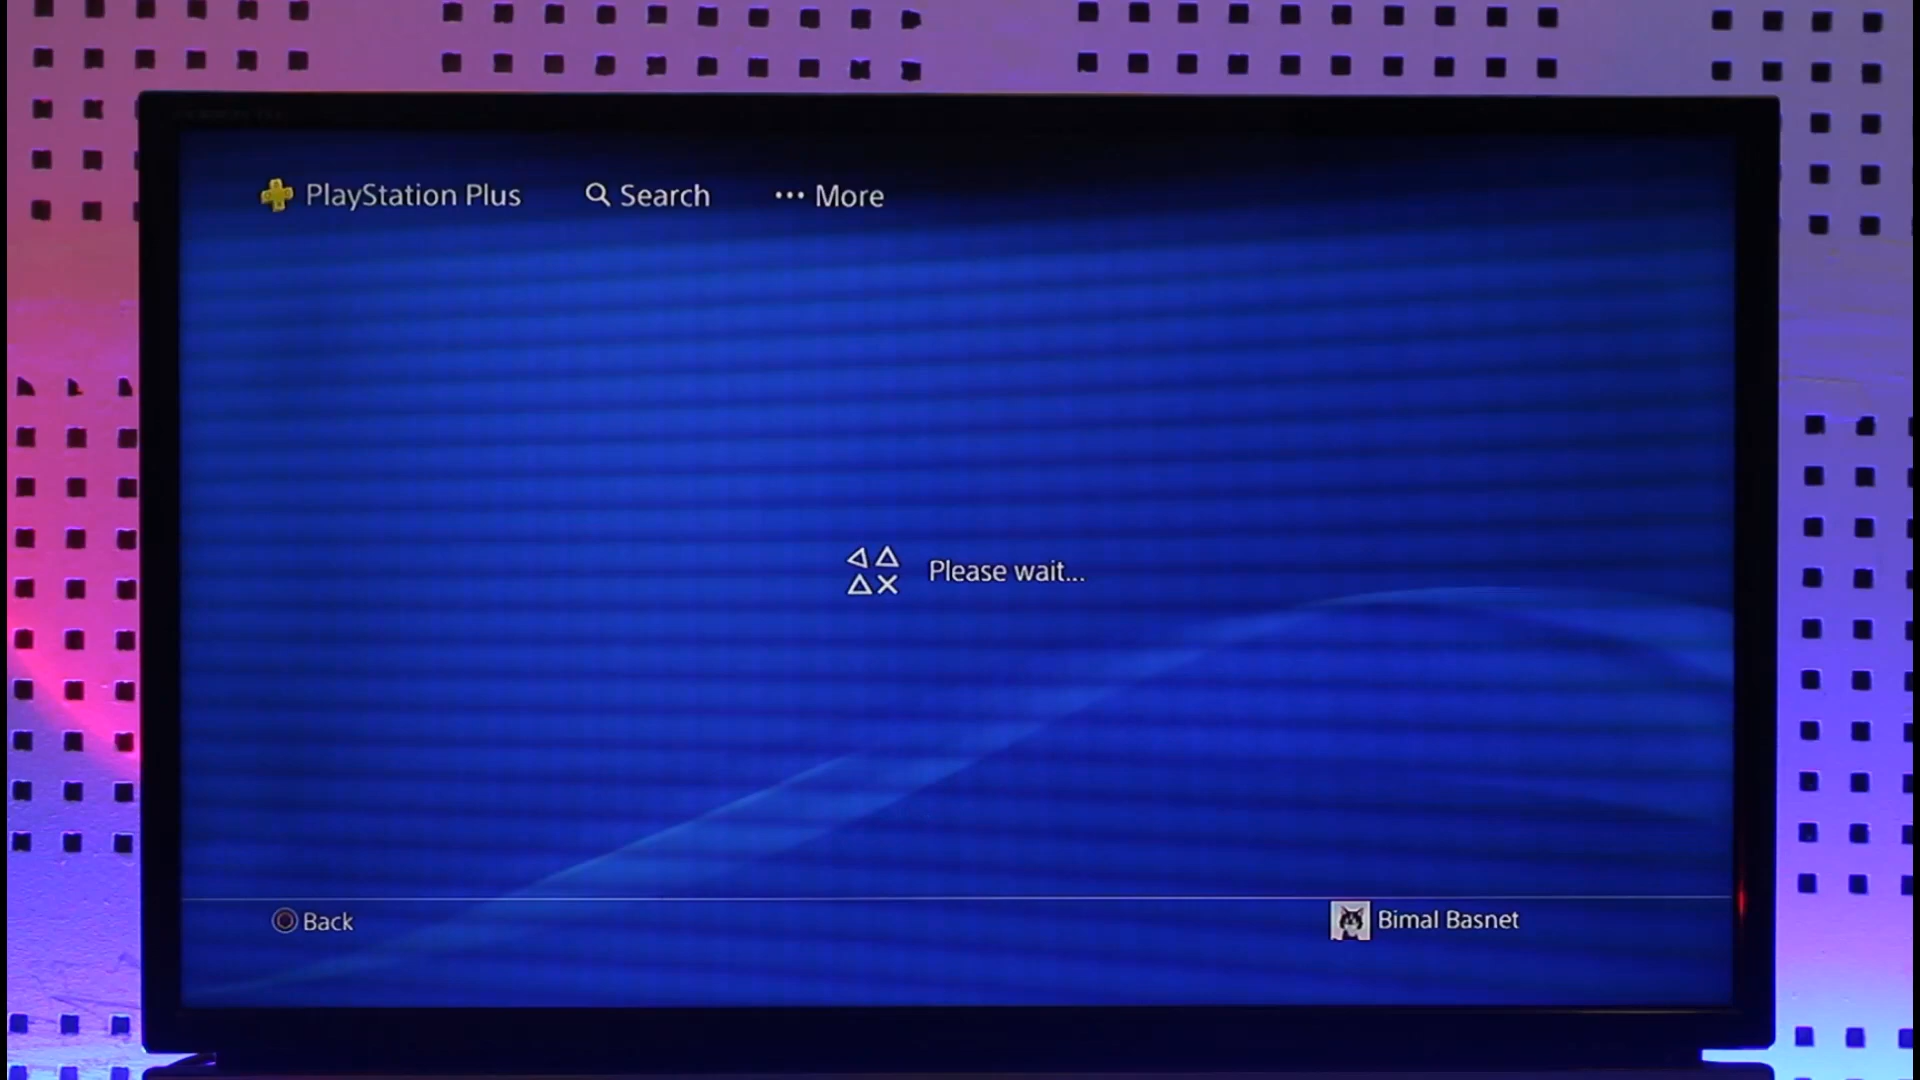 PlayStation Plus
Search
More
Please wait...
Back
Bimal Basnet